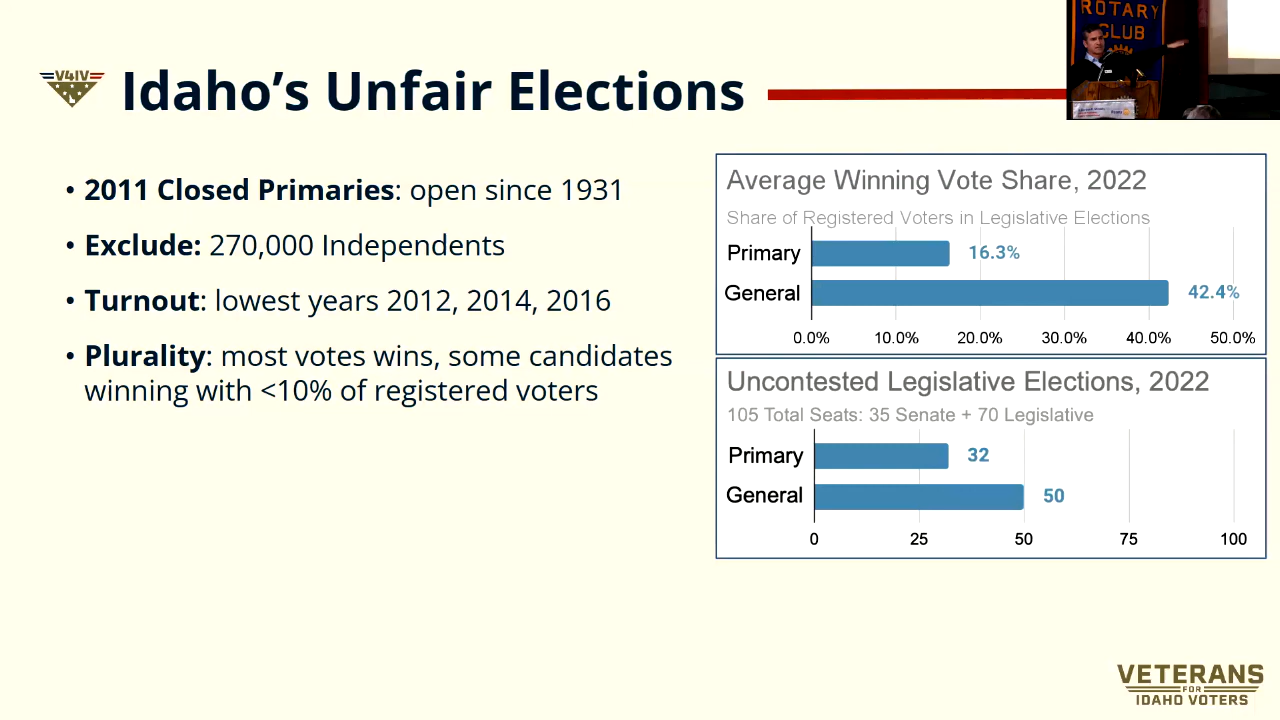 ROTARY
CLUB
V4IV
Idaho's Unfair Elections
• 2011 Closed Primaries: open since 1931
• Exclude: 270,000 Independents
• Turnout: lowest years 2012, 2014, 2016
• Plurality: most votes wins, some candidates
winning with <10% of registered voters
Average Winning Vote Share, 2022
Share of Registered Voters in Legislative Elections
Primary 16.3%
General 42.4%
0.0% 10.0% 20.0% 30.0% 40.0% 50.0%
Uncontested Legislative Elections, 2022
105 Total Seats: 35 Senate + 70 Legislative
Primary 32
General 50
0 25 50 75 100
VETERANS
FOR
IDAHO VOTERS